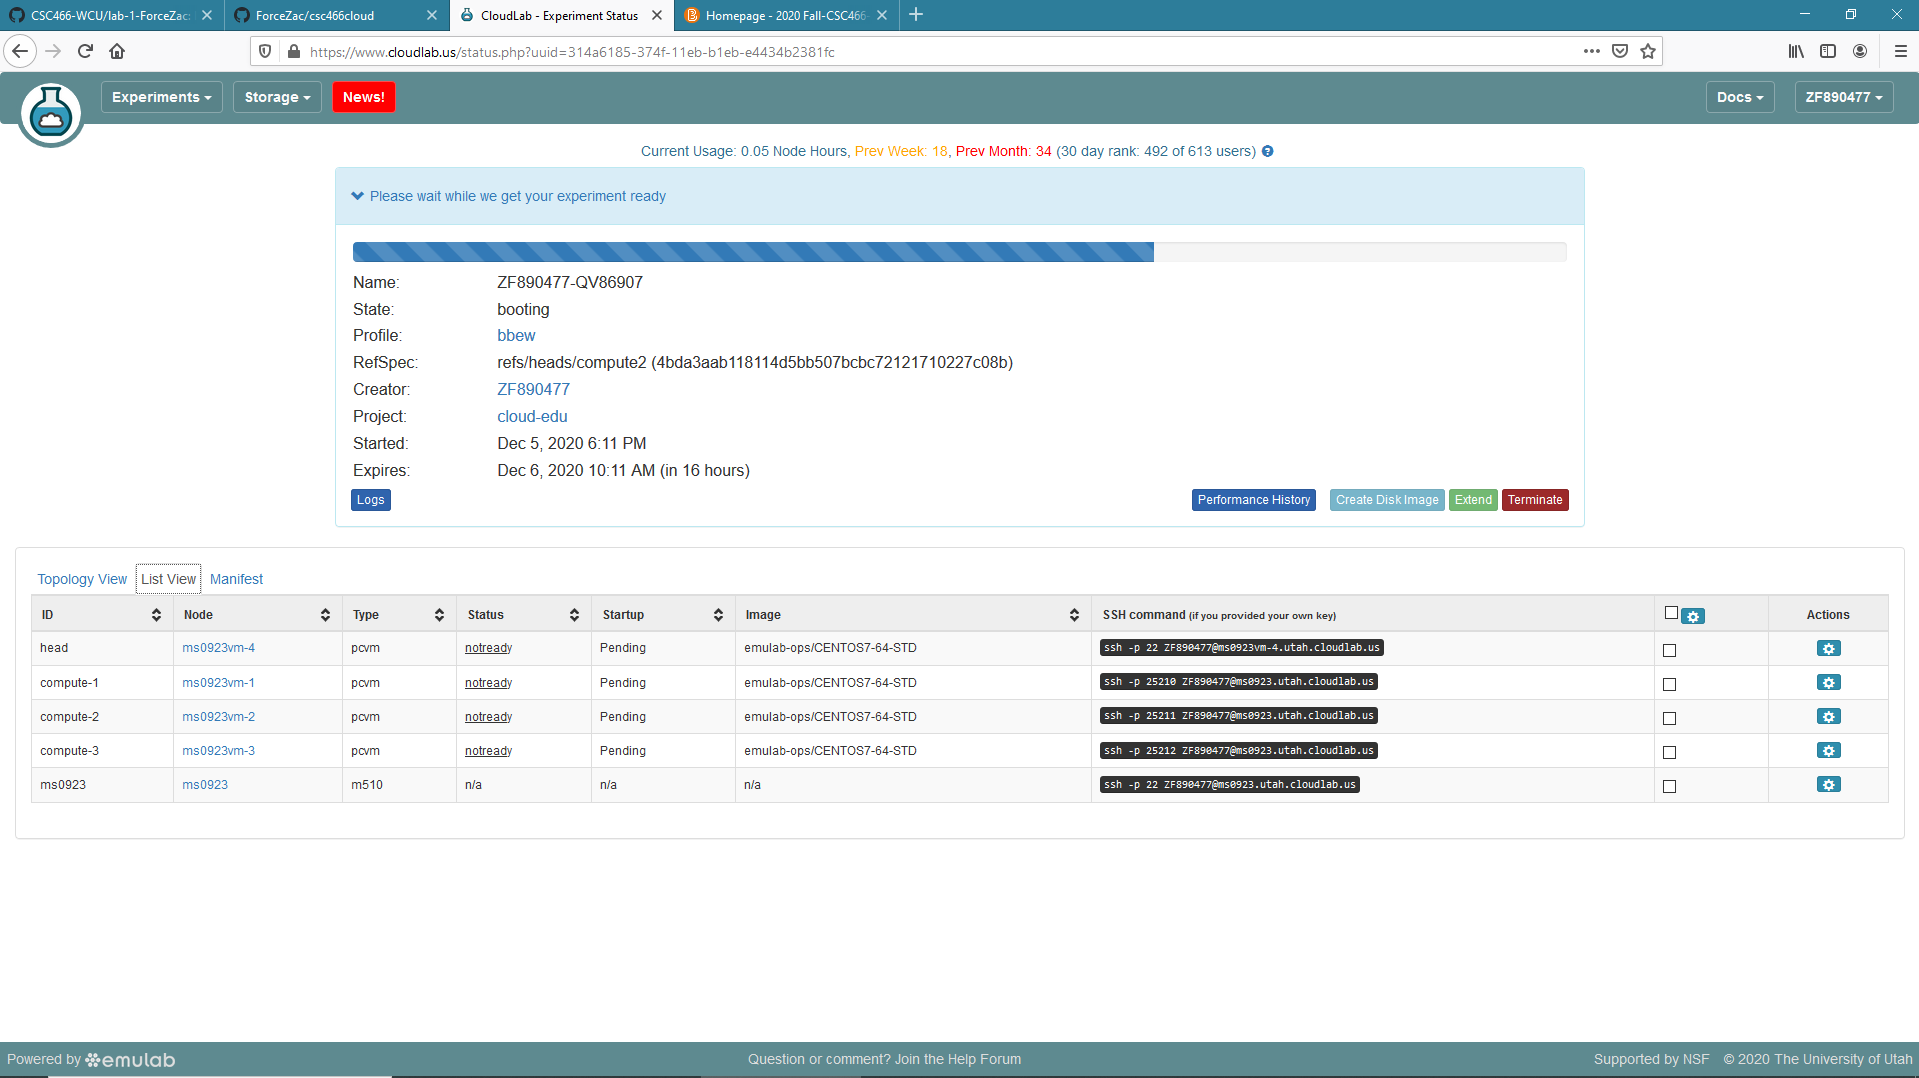 CSC466-WCU/lab-1-ForceZac:
ForceZac/csc466cloud
CloudLab - Experiment Status
Homepage - 2020 Fall-CSC466-
https://www.cloudlab.us/status.php?uuid=314a6185-374f-11eb-b1eb-e4434b2381fc
Experiments
Storage
News!
Docs
ZF890477
Current Usage: 0.05 Node Hours, Prev Week: 18, Prev Month: 34 (30 day rank: 492 of 613 users)
Please wait while we get your experiment ready
Name: ZF890477-QV86907
State: booting
Profile: bbew
RefSpec: refs/heads/compute2 (4bda3aab118114d5bb507bcbc72121710227c08b)
Creator: ZF890477
Project: cloud-edu
Started: Dec 5, 2020 6:11 PM
Expires: Dec 6, 2020 10:11 AM (in 16 hours)
Logs Performance History Create Disk Image Extend Terminate
Topology View List View Manifest
ID Node Type Status Startup Image SSH command (if you provided your own key) Actions
head ms0923vm-4 pcvm notready Pending emulab-ops/CENTOS7-64-STD ssh -p 22 ZF890477@ms0923vm-4.utah.cloudlab.us
compute-1 ms0923vm-1 pcvm notready Pending emulab-ops/CENTOS7-64-STD ssh -p 25210 ZF890477@ms0923.utah.cloudlab.us
compute-2 ms0923vm-2 pcvm notready Pending emulab-ops/CENTOS7-64-STD ssh -p 25211 ZF890477@ms0923.utah.cloudlab.us
compute-3 ms0923vm-3 pcvm notready Pending emulab-ops/CENTOS7-64-STD ssh -p 25212 ZF890477@ms0923.utah.cloudlab.us
ms0923 ms0923 m510 n/a n/a n/a ssh -p 22 ZF890477@ms0923.utah.cloudlab.us
Powered by emulab Question or comment? Join the Help Forum Supported by NSF © 2020 The University of Utah